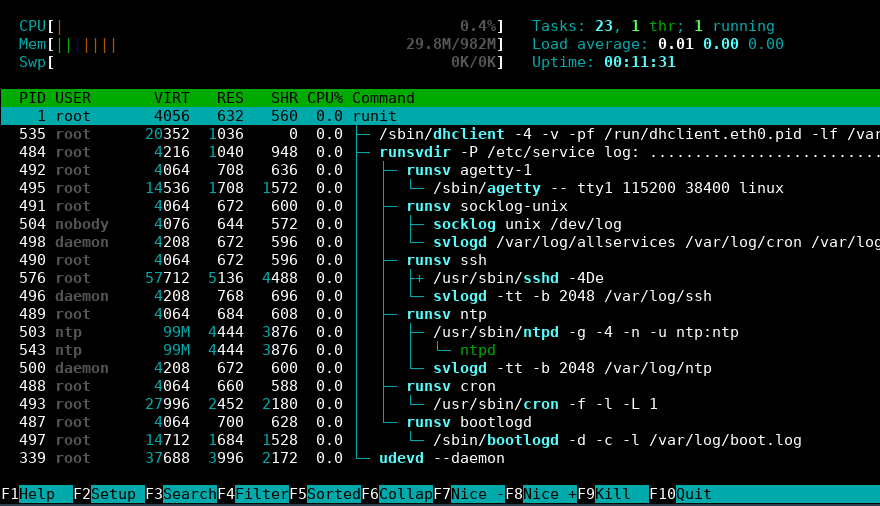 CPU[| 0.4%] Tasks: 23, 1 thr; 1 running
Mem[||||||| 29.8M/982M] Load average: 0.01 0.00 0.00
Swp[ 0K/0K] Uptime: 00:11:31
PID USER VIRT RES SHR CPU% Command
1 root 4056 632 560 0.0 runit
535 root 20352 1036 0 0.0 ├─ /sbin/dhclient -4 -v -pf /run/dhclient.eth0.pid -lf /var
484 root 4216 1040 948 0.0 ├─ runsvdir -P /etc/service log: ..........................
492 root 4064 708 636 0.0 │ ├─ runsv agetty-1
495 root 14536 1708 1572 0.0 │ │ └─ /sbin/agetty -- tty1 115200 38400 linux
491 root 4064 672 600 0.0 │ ├─ runsv socklog-unix
504 nobody 4076 644 572 0.0 │ │ ├─ socklog unix /dev/log
498 daemon 4208 672 596 0.0 │ │ └─ svlogd /var/log/allservices /var/log/cron /var/log
490 root 4064 672 596 0.0 │ ├─ runsv ssh
576 root 57712 5136 4488 0.0 │ │ ├+ /usr/sbin/sshd -4De
496 daemon 4208 768 696 0.0 │ │ └─ svlogd -tt -b 2048 /var/log/ssh
489 root 4064 684 608 0.0 │ ├─ runsv ntp
503 ntp 99M 4444 3876 0.0 │ │ ├─ /usr/sbin/ntpd -g -4 -n -u ntp:ntp
543 ntp 99M 4444 3876 0.0 │ │ │ └─ ntpd
500 daemon 4208 672 600 0.0 │ │ └─ svlogd -tt -b 2048 /var/log/ntp
488 root 4064 660 588 0.0 │ ├─ runsv cron
493 root 27996 2452 2180 0.0 │ │ └─ /usr/sbin/cron -f -l -L 1
487 root 4064 700 628 0.0 │ └─ runsv bootlogd
497 root 14712 1684 1528 0.0 │ └─ /sbin/bootlogd -d -c -l /var/log/boot.log
339 root 37688 3996 2172 0.0 └─ udevd --daemon
F1Help F2Setup F3SearchF4FilterF5SortedF6CollapF7Nice -F8Nice +F9Kill F10Quit